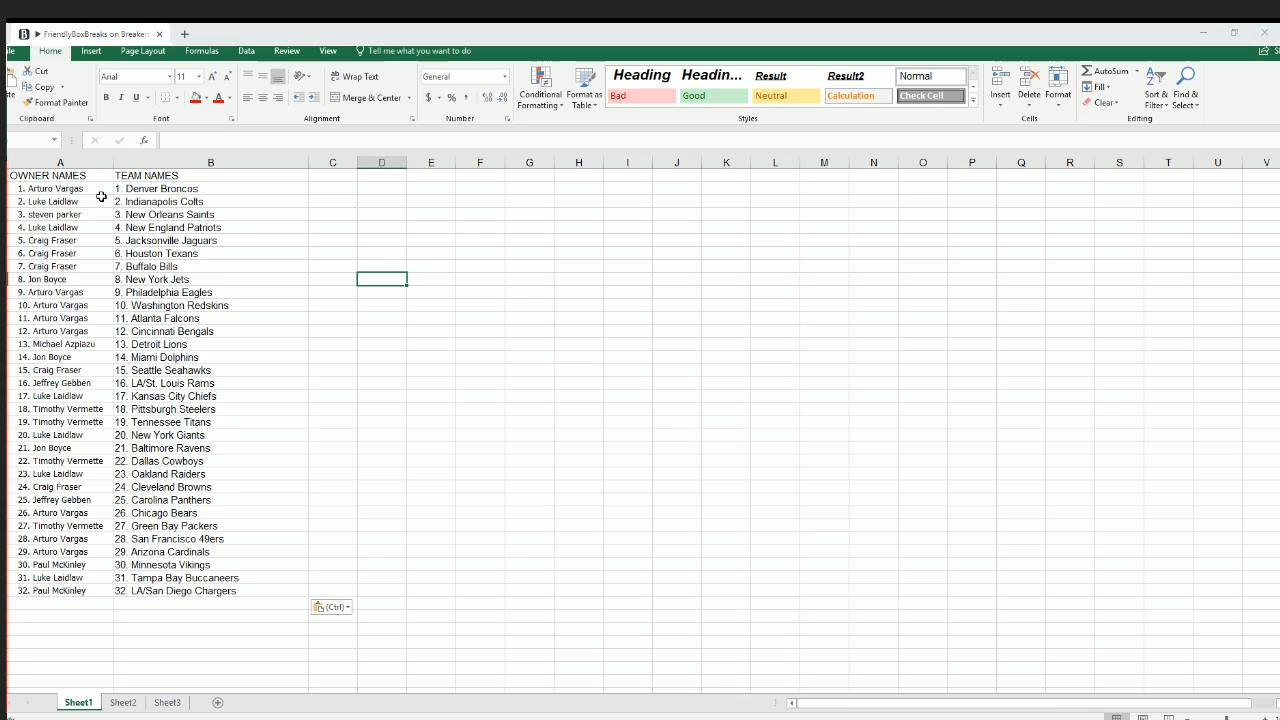 FriendlyBoxBreaks on Breakers
Home Insert Page Layout Formulas Data Review View Tell me what you want to do
Cut
Copy
Format Painter
Clipboard
Arial 11
B I U
Font
Wrap Text
Merge & Center
Alignment
General
$ % ,
Number
Conditional Formatting
Format as Table
Heading Headin... Result Result2 Normal
Bad Good Neutral Calculation Check Cell
Styles
Insert Delete Format
Cells
AutoSum
Fill
Clear
Sort & Filter
Find & Select
Editing
fx
A B C D E F G H I J K L M N O P Q R S T U V
OWNER NAMES TEAM NAMES
1. Arturo Vargas 1. Denver Broncos
2. Luke Laidlaw 2. Indianapolis Colts
3. steven parker 3. New Orleans Saints
4. Luke Laidlaw 4. New England Patriots
5. Craig Fraser 5. Jacksonville Jaguars
6. Craig Fraser 6. Houston Texans
7. Craig Fraser 7. Buffalo Bills
8. Jon Boyce 8. New York Jets
9. Arturo Vargas 9. Philadelphia Eagles
10. Arturo Vargas 10. Washington Redskins
11. Arturo Vargas 11. Atlanta Falcons
12. Arturo Vargas 12. Cincinnati Bengals
13. Michael Azpiazu 13. Detroit Lions
14. Jon Boyce 14. Miami Dolphins
15. Craig Fraser 15. Seattle Seahawks
16. Jeffrey Gebben 16. LA/St. Louis Rams
17. Luke Laidlaw 17. Kansas City Chiefs
18. Timothy Vermette 18. Pittsburgh Steelers
19. Timothy Vermette 19. Tennessee Titans
20. Luke Laidlaw 20. New York Giants
21. Jon Boyce 21. Baltimore Ravens
22. Timothy Vermette 22. Dallas Cowboys
23. Luke Laidlaw 23. Oakland Raiders
24. Craig Fraser 24. Cleveland Browns
25. Jeffrey Gebben 25. Carolina Panthers
26. Arturo Vargas 26. Chicago Bears
27. Timothy Vermette 27. Green Bay Packers
28. Arturo Vargas 28. San Francisco 49ers
29. Arturo Vargas 29. Arizona Cardinals
30. Paul McKinley 30. Minnesota Vikings
31. Luke Laidlaw 31. Tampa Bay Buccaneers
32. Paul McKinley 32. LA/San Diego Chargers
(Ctrl)
Sheet1 Sheet2 Sheet3